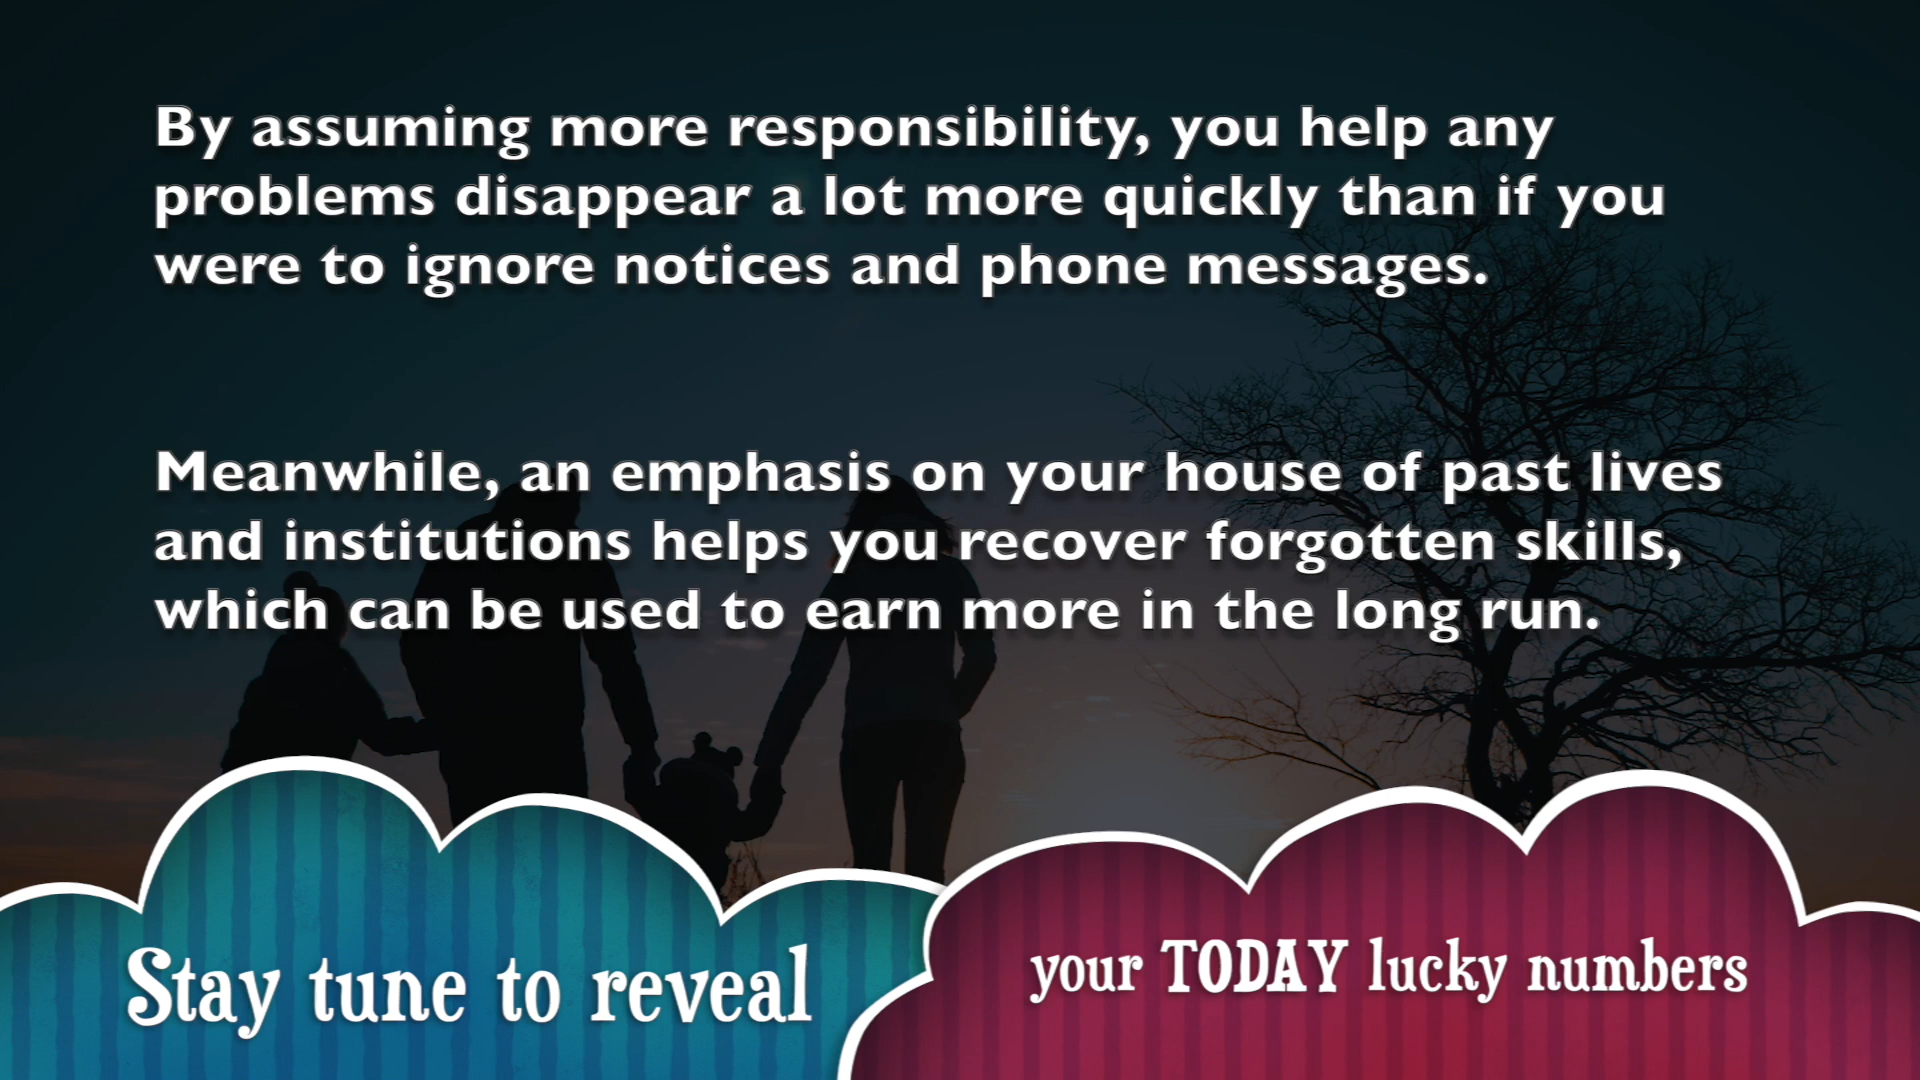 By assuming more responsibility, you help any
problems disappear a lot more quickly than if you
were to ignore notices and phone messages.
Meanwhile, an emphasis on your house of past lives
and institutions helps you recover forgotten skills,
which can be used to earn more in the long run.
Stay tune to reveal
your TODAY lucky numbers